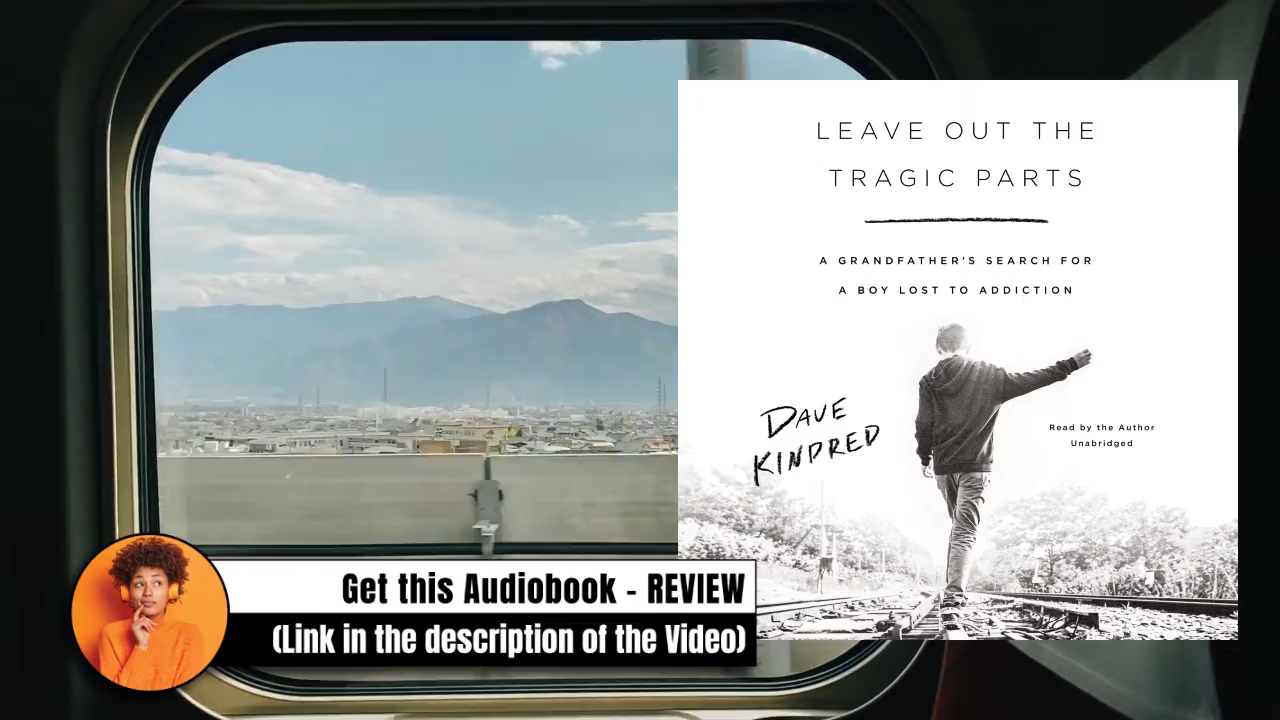 LEAVE OUT THE
TRAGIC PARTS
A GRANDFATHER'S SEARCH FOR
A BOY LOST TO ADDICTION
DAVE
KINDRED
Read by the Author
Unabridged
Get this Audiobook - REVIEW
(Link in the description of the Video)